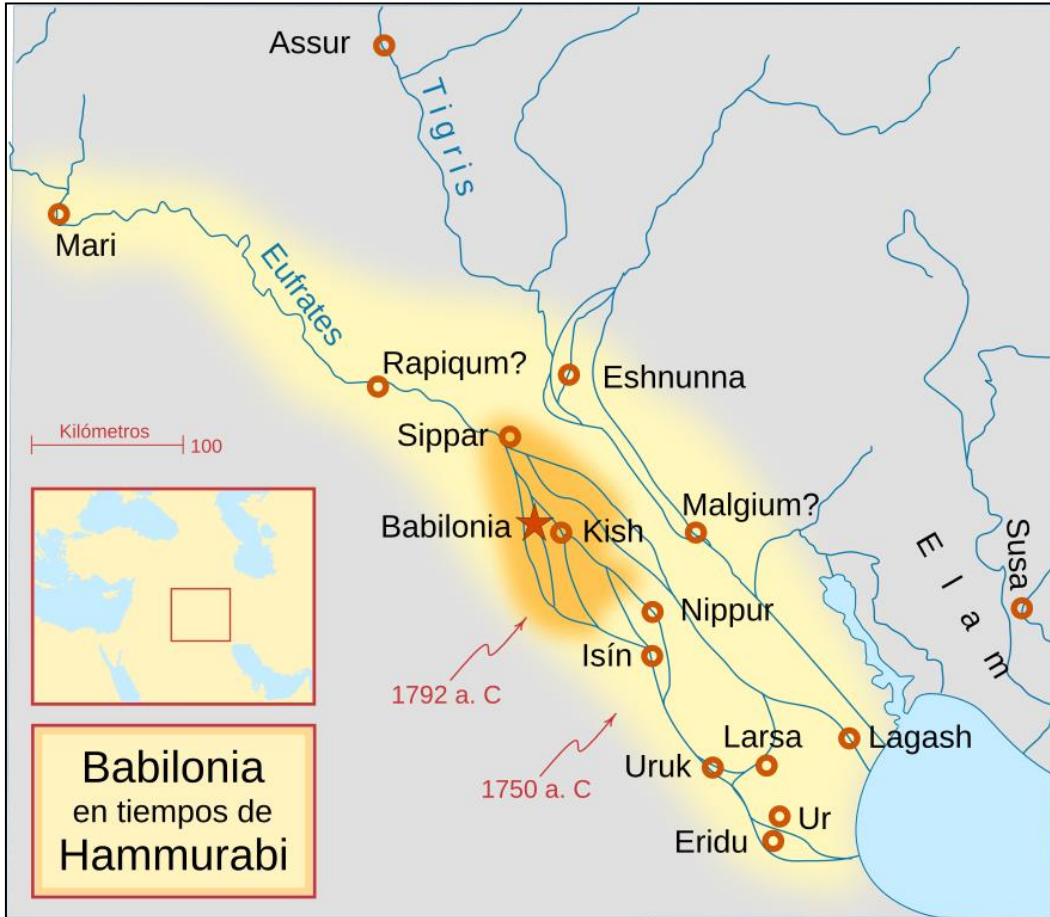 Assur
Tigris
Mari
Eufrates
Rapiqum?
Eshnunna
Sippar
Kilómetros
100
Malgium?
Babilonia
Kish
Elam
Susa
Nippur
Isín
1792 a. C
Larsa
Lagash
Uruk
1750 a. C
Ur
Eridu
Babilonia
en tiempos de
Hammurabi